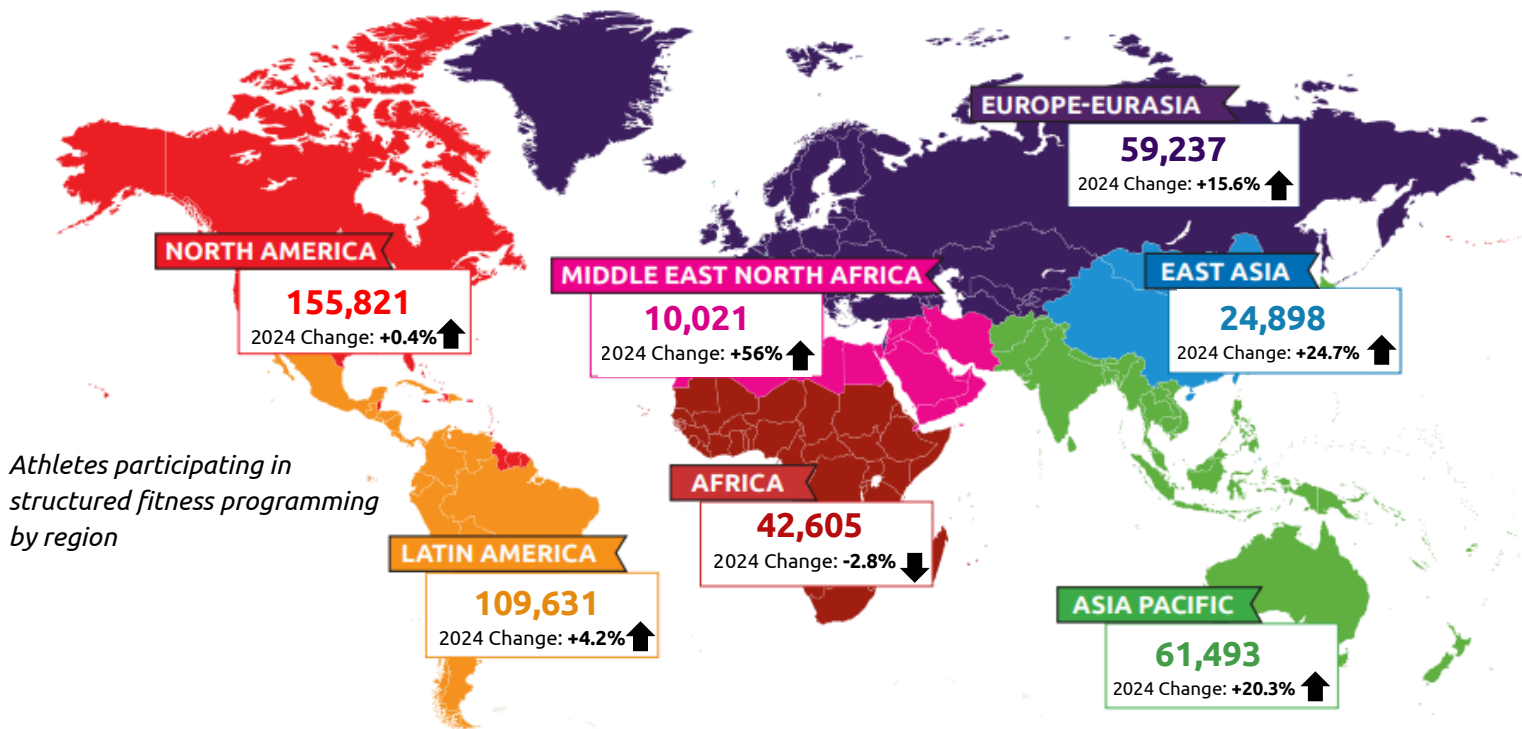 EUROPE-EURASIA
59,237
2024 Change: +15.6%
NORTH AMERICA
155,821
2024 Change: +0.4%
MIDDLE EAST NORTH AFRICA
10,021
2024 Change: +56%
EAST ASIA
24,898
2024 Change: +24.7%
Athletes participating in
structured fitness programming
by region
AFRICA
42,605
2024 Change: -2.8%
LATIN AMERICA
109,631
2024 Change: +4.2%
ASIA PACIFIC
61,493
2024 Change: +20.3%